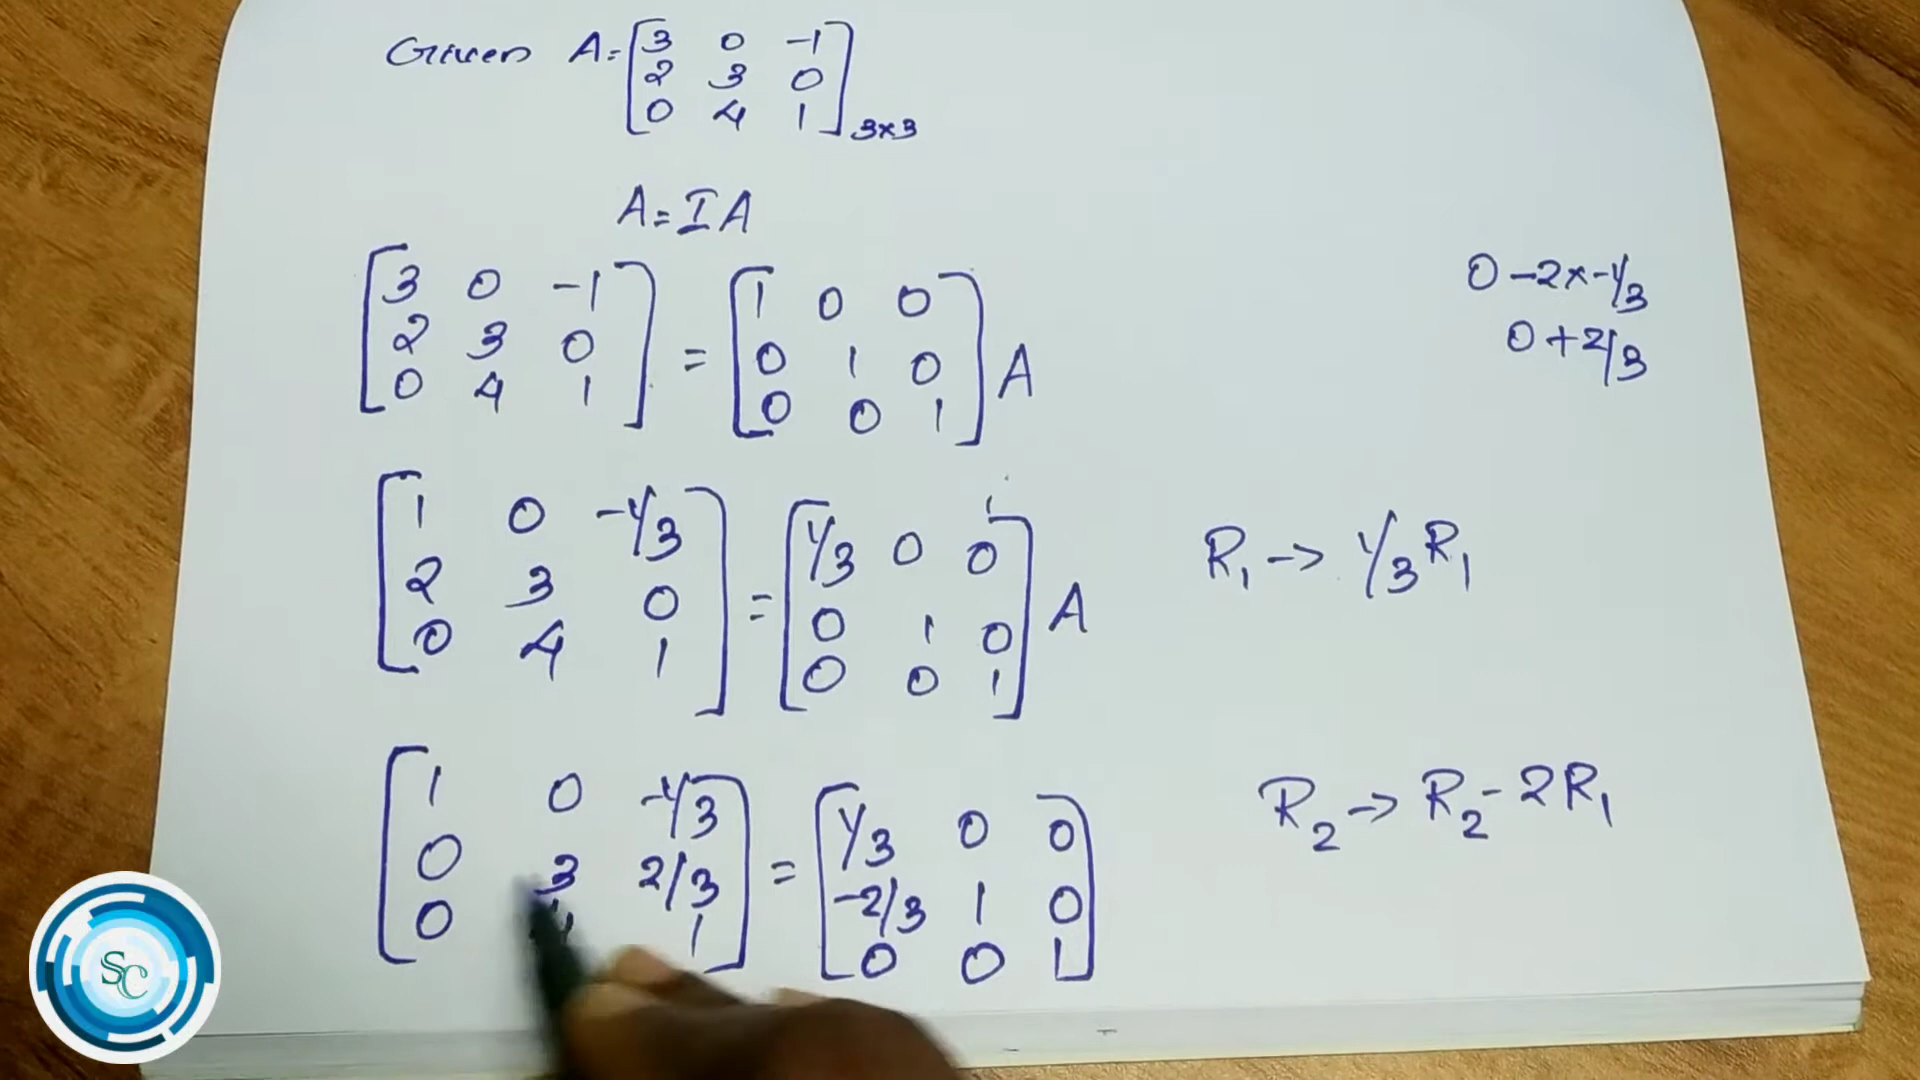 Given A=[3 0 -1
2 3 0
0 4 1]3×3
A=IA
[3 0 -1
2 3 0
0 4 1] = [1 0 0
0 1 0
0 0 1] A
0-2×-1/3
0+2/3
[1 0 -1/3
2 3 0
0 4 1] = [1/3 0 0
0 1 0
0 0 1] A
R1 → 1/3 R1
[1 0 -1/3
0 3 2/3
0 4 1] = [1/3 0 0
-2/3 1 0
0 0 1]
R2 → R2 - 2R1
SC